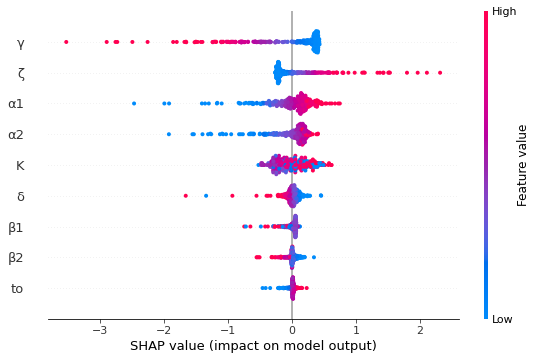 High
γ
ζ
α1
α2
K
δ
β1
β2
to
Feature value
Low
−3 −2 −1 0 1 2
SHAP value (impact on model output)